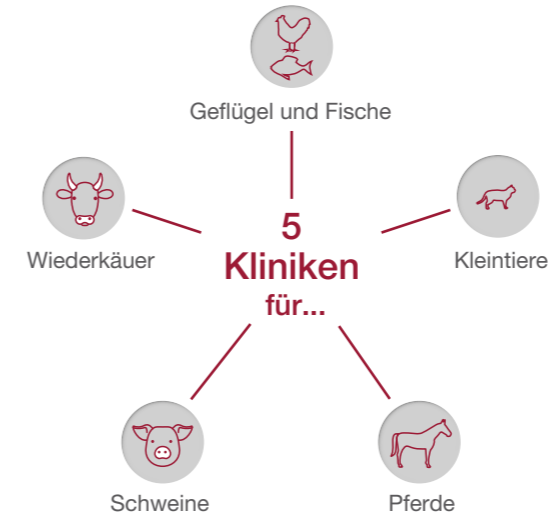 Geflügel und Fische
Wiederkäuer
5
Kliniken
für...
Kleintiere
Schweine
Pferde